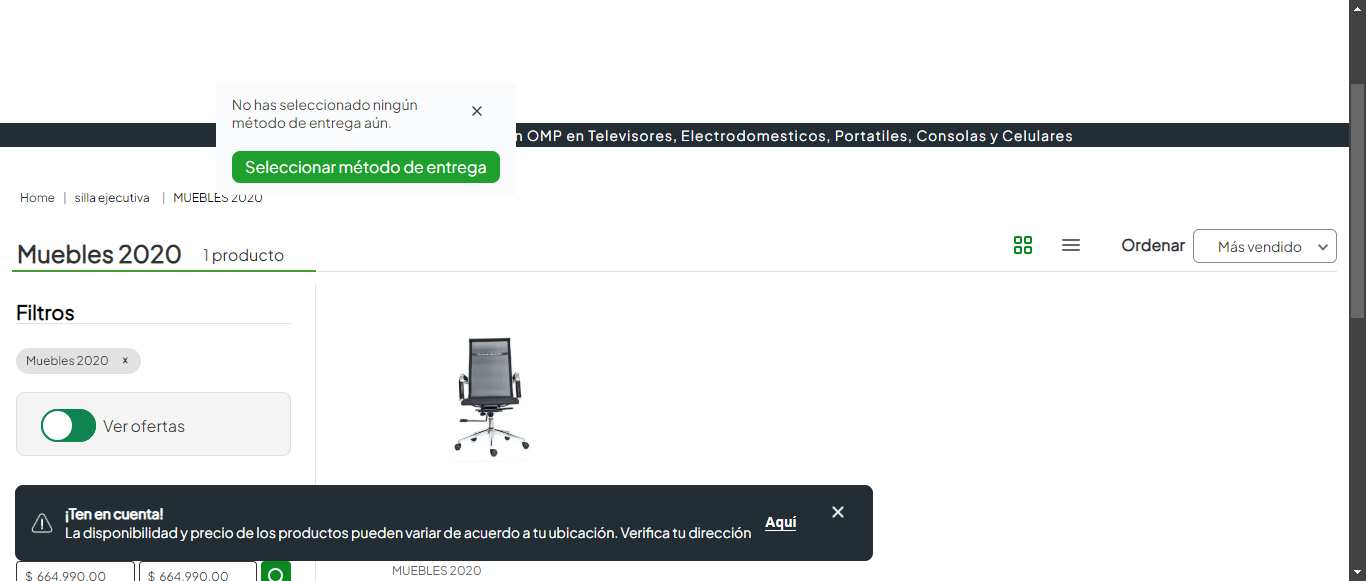 No has seleccionado ningún
método de entrega aún.
Seleccionar método de entrega
n OMP en Televisores, Electrodomesticos, Portatiles, Consolas y Celulares
Home | silla ejecutiva | MUEBLES 2020
Muebles 2020 1 producto
Ordenar Más vendido
Filtros
Muebles 2020 x
Ver ofertas
¡Ten en cuenta!
La disponibilidad y precio de los productos pueden variar de acuerdo a tu ubicación. Verifica tu dirección
Aquí
$ 664.990,00 $ 664.990,00
MUEBLES 2020